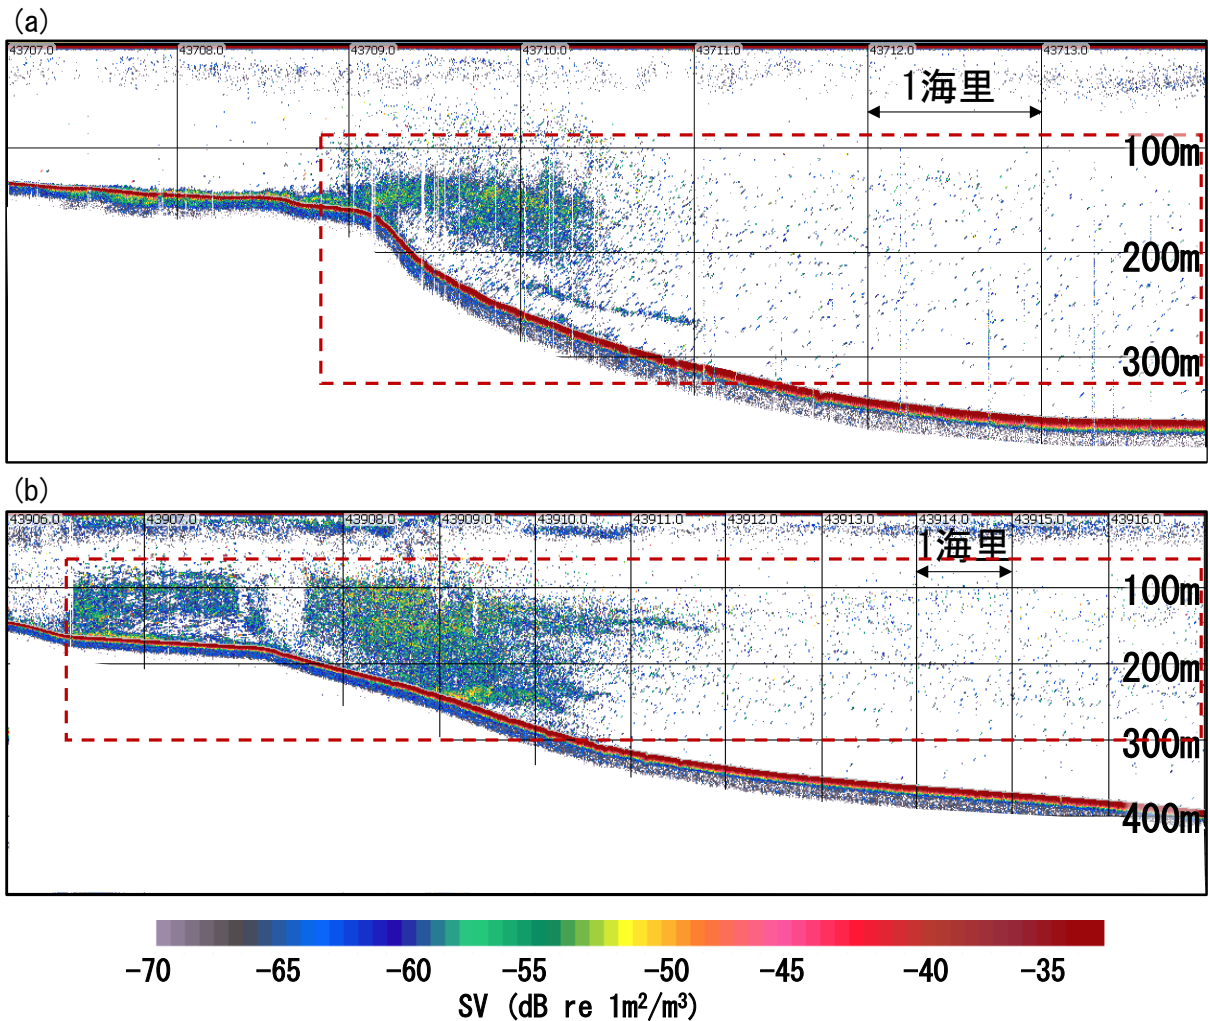 (a)
43707.0 43708.0 43709.0 43710.0 43711.0 43712.0 43713.0
1海里
100m
200m
300m
(b)
43906.0 43907.0 43908.0 43909.0 43910.0 43911.0 43912.0 43913.0 43914.0 43915.0 43916.0
1海里
100m
200m
300m
400m
-70 -65 -60 -55 -50 -45 -40 -35
SV (dB re 1m²/m³)